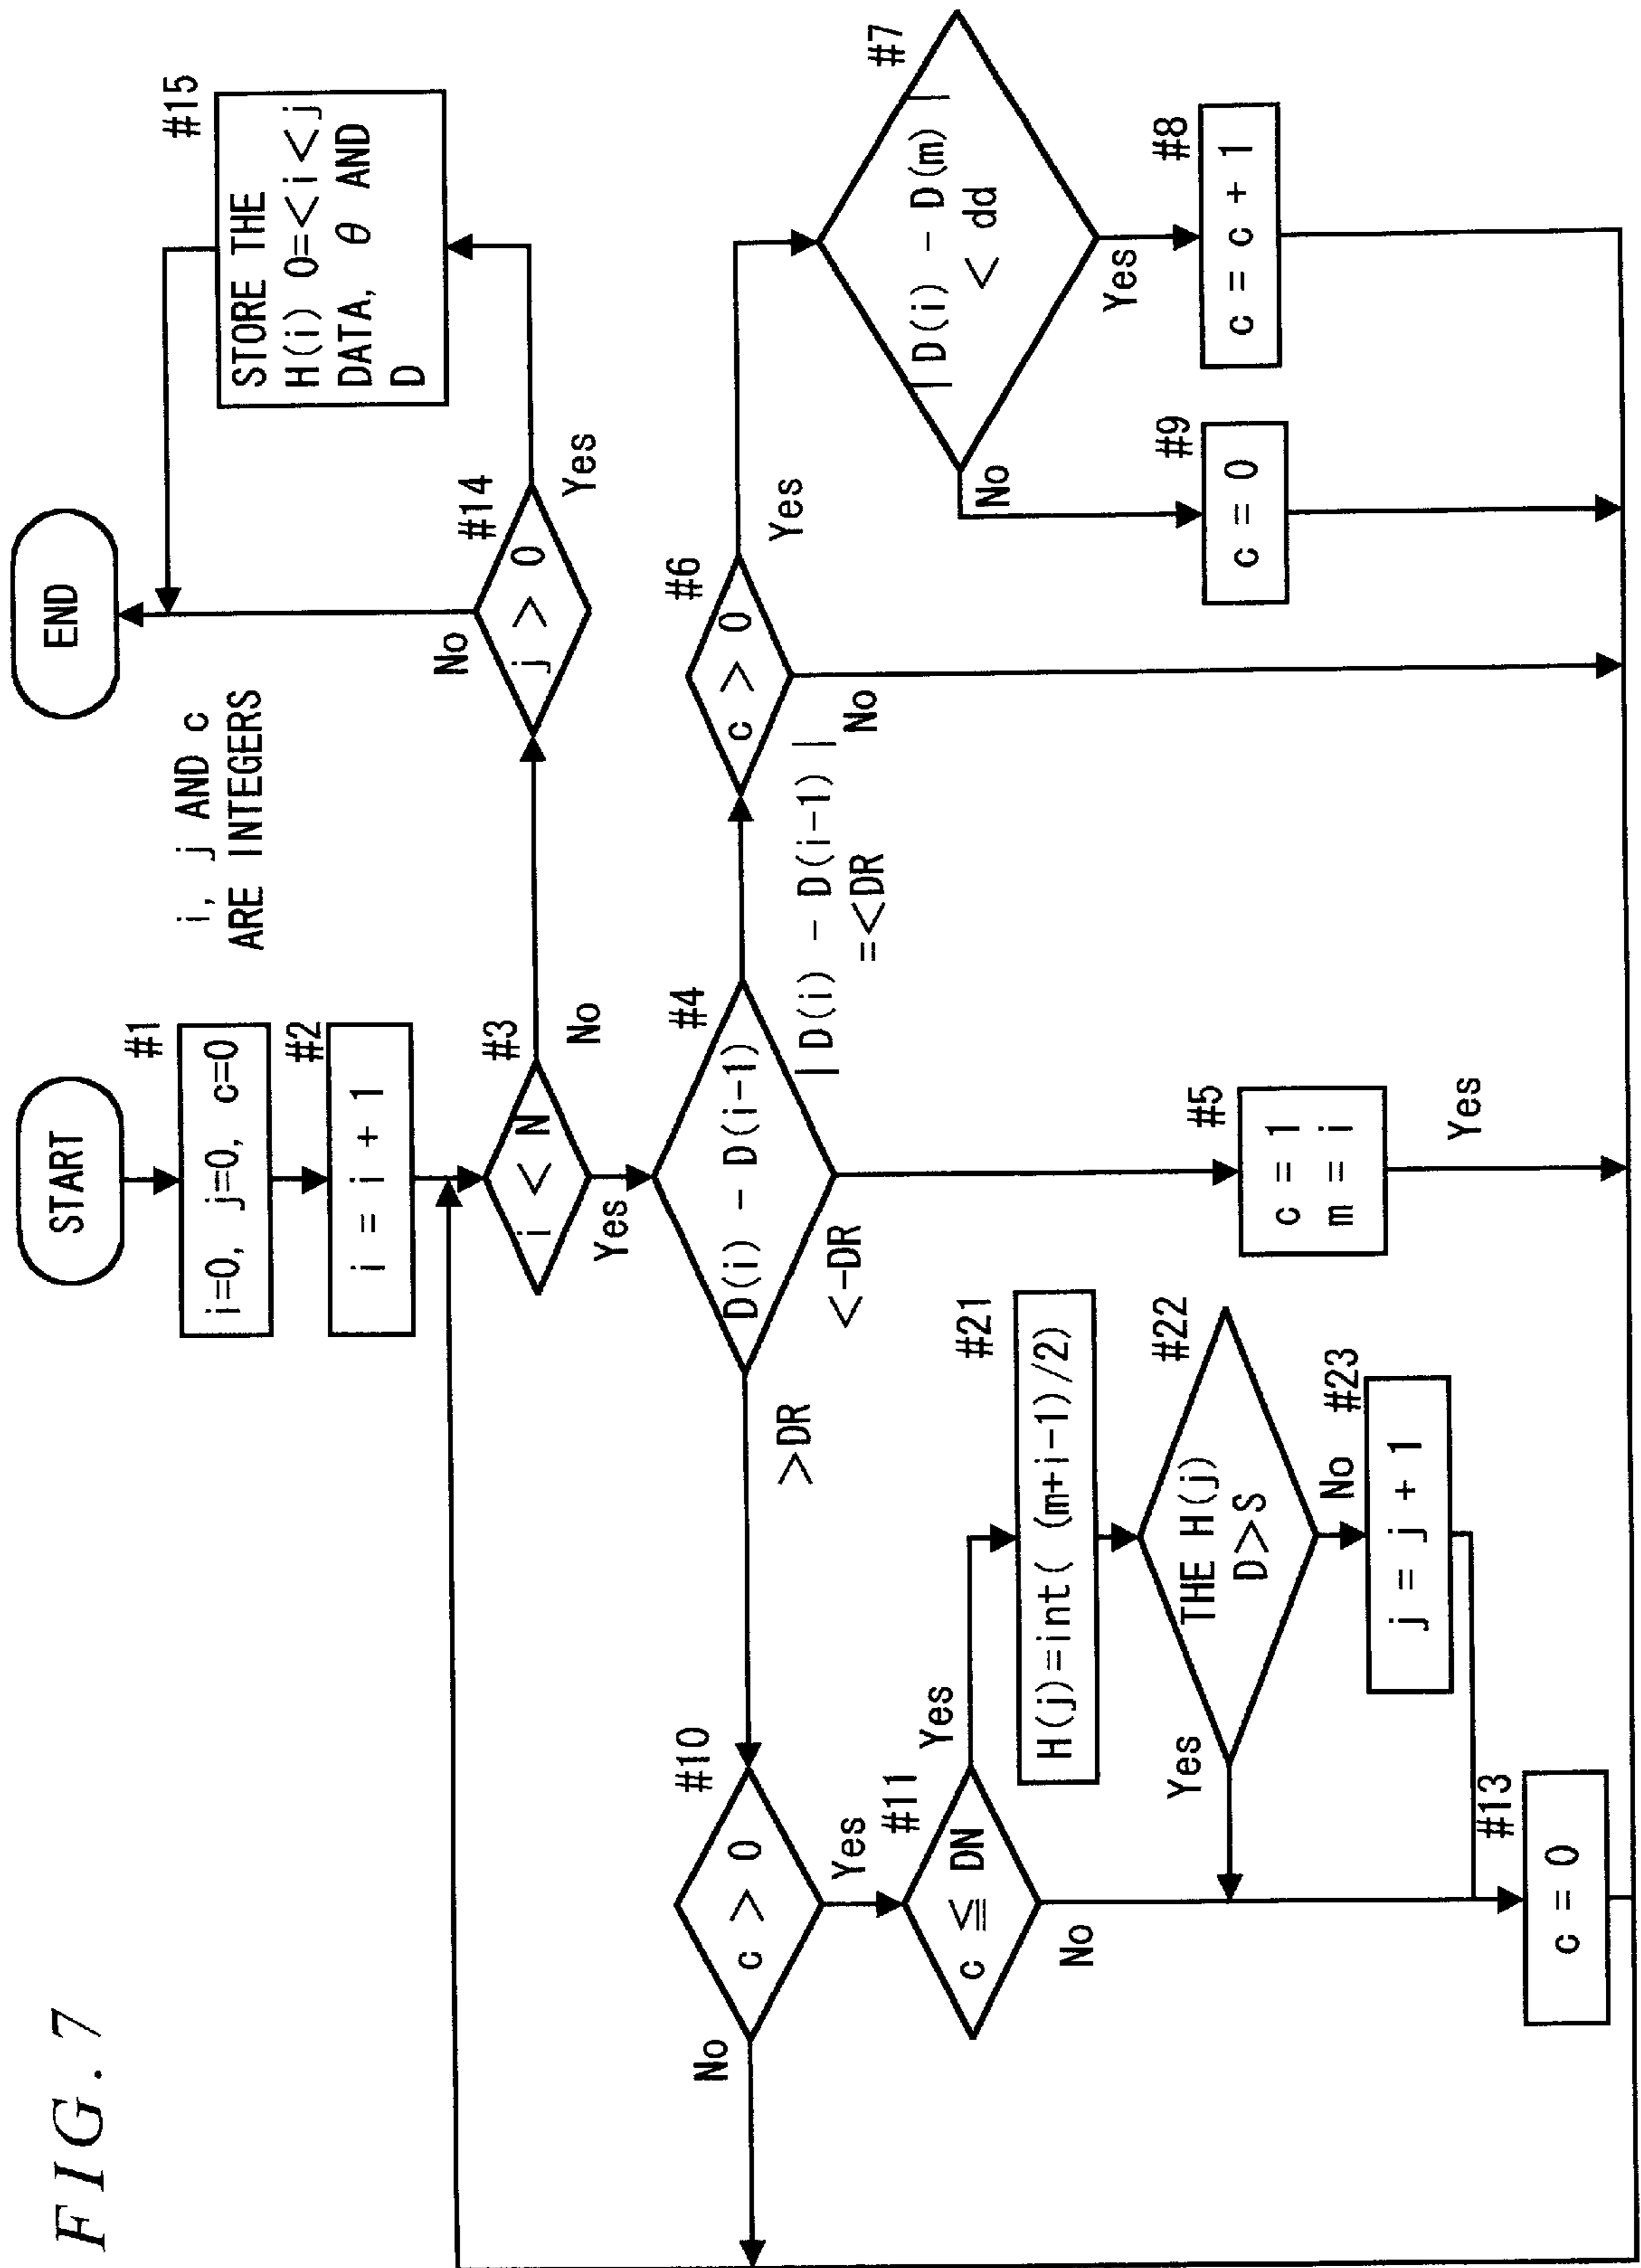 FIG. 7
START
#1
i=0, j=0, c=0
#2
i = i + 1
i, j AND c
ARE INTEGERS
END
#3
i < N
No
Yes
#14
j > 0
No
Yes
#15
STORE THE
H(i) 0=<i<j
DATA, θ AND
D
#4
D(i) - D(i-1)
>DR
<-DR
|D(i) - D(i-1)|
=<DR
#10
c > 0
No
Yes
#11
c ≦ DN
Yes
No
#21
H(j)=int( (m+i-1)/2)
#22
THE H(j)
D>S
Yes
No
#23
j = j + 1
#13
c = 0
#5
c = 1
m = i
Yes
#6
c > 0
Yes
No
#7
|D(i) - D(m)|
< dd
No
Yes
#9
c = 0
#8
c = c + 1